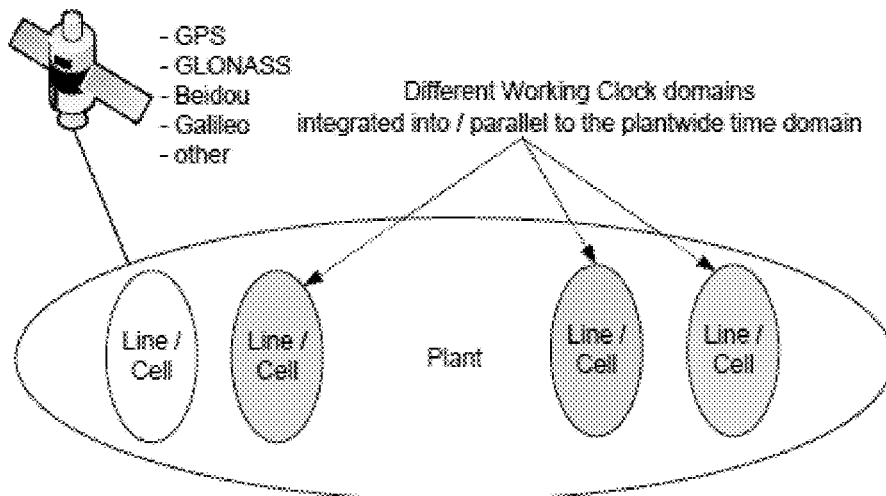 - GPS
- GLONASS
- Beidou
- Galileo
- other
Different Working Clock domains
integrated into / parallel to the plantwide time domain
Line /
Cell
Line /
Cell
Plant
Line /
Cell
Line /
Cell